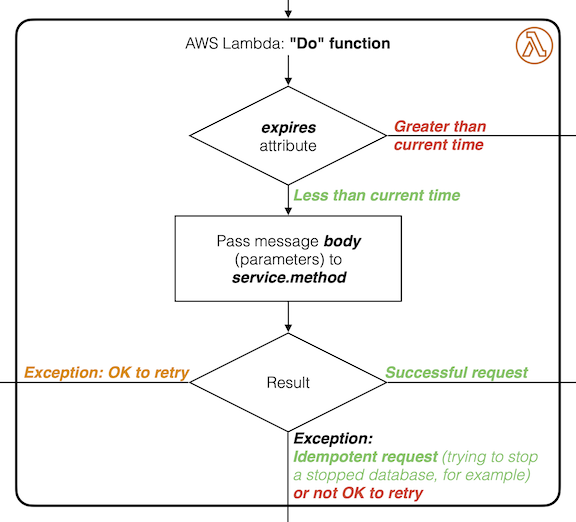 AWS Lambda: "Do" function
expires
attribute
Greater than
current time
Less than current time
Pass message body
(parameters) to
service.method
Exception: OK to retry
Result
Successful request
Exception:
Idempotent request (trying to stop
a stopped database, for example)
or not OK to retry